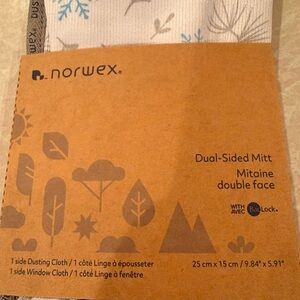 norwex®
Dual-Sided Mitt
Mitaine
double face
WITH
AVEC
BacLock®
1 side Dusting Cloth / 1 côté Linge à épousseter
1 side Window Cloth / 1 côté Linge à fenêtre
25 cm x 15 cm / 9.84" x 5.91"